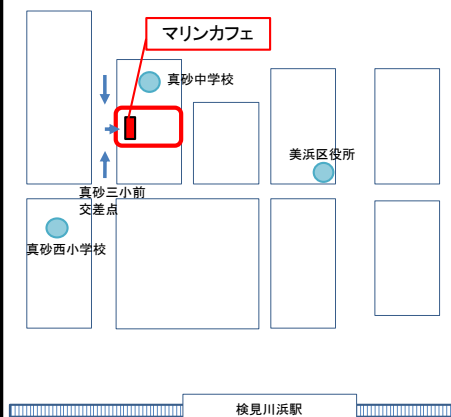 マリンカフェ
真砂中学校
美浜区役所
真砂三小前
交差点
真砂西小学校
検見川浜駅